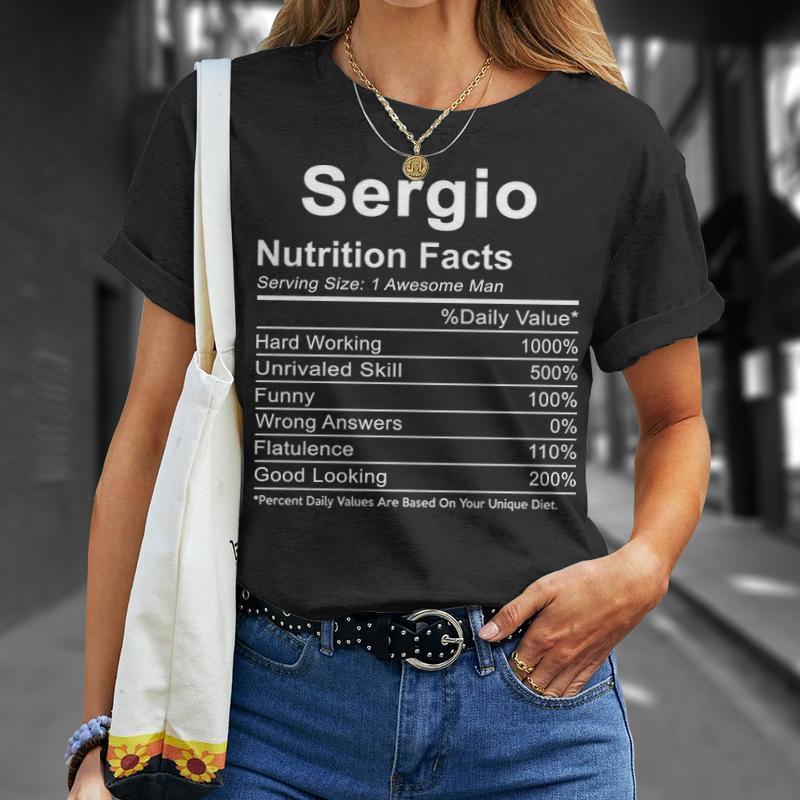 Sergio
Nutrition Facts
Serving Size: 1 Awesome Man
%Daily Value*
Hard Working 1000%
Unrivaled Skill 500%
Funny 100%
Wrong Answers 0%
Flatulence 110%
Good Looking 200%
*Percent Daily Values Are Based On Your Unique Diet.